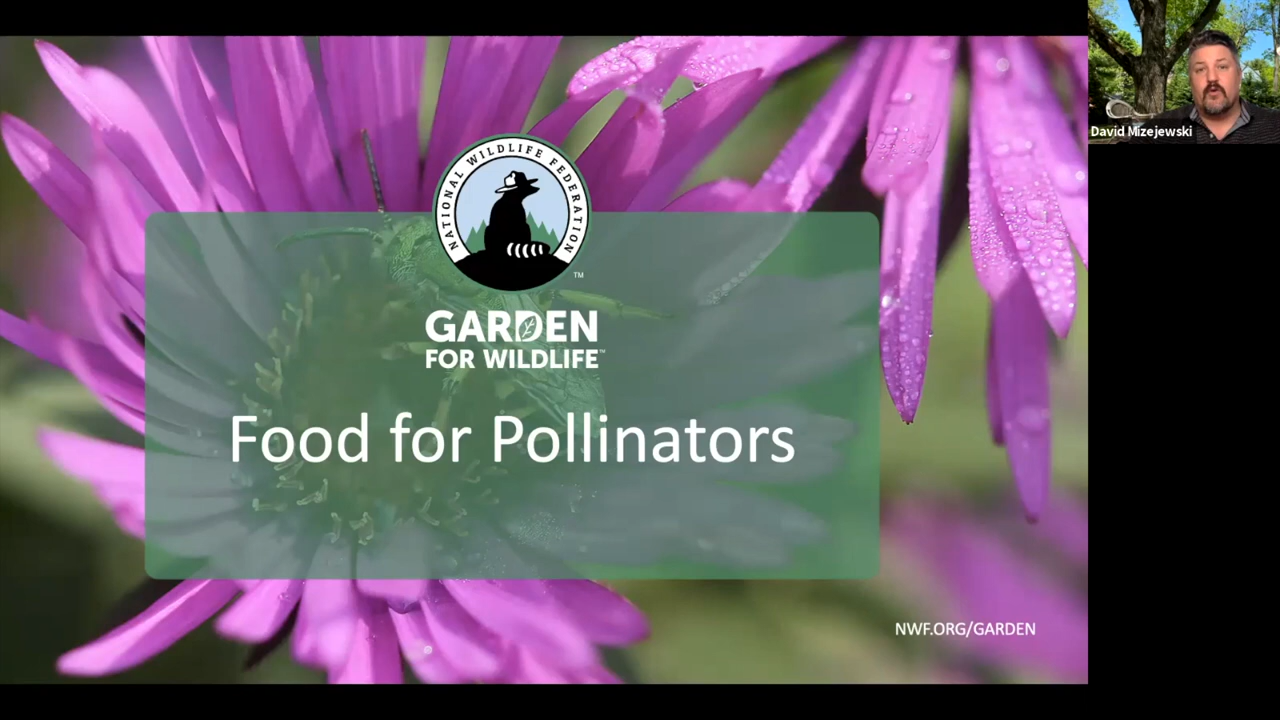 NATIONAL WILDLIFE FEDERATION
TM
GARDEN
FOR WILDLIFE™
Food for Pollinators
NWF.ORG/GARDEN
David Mizejewski